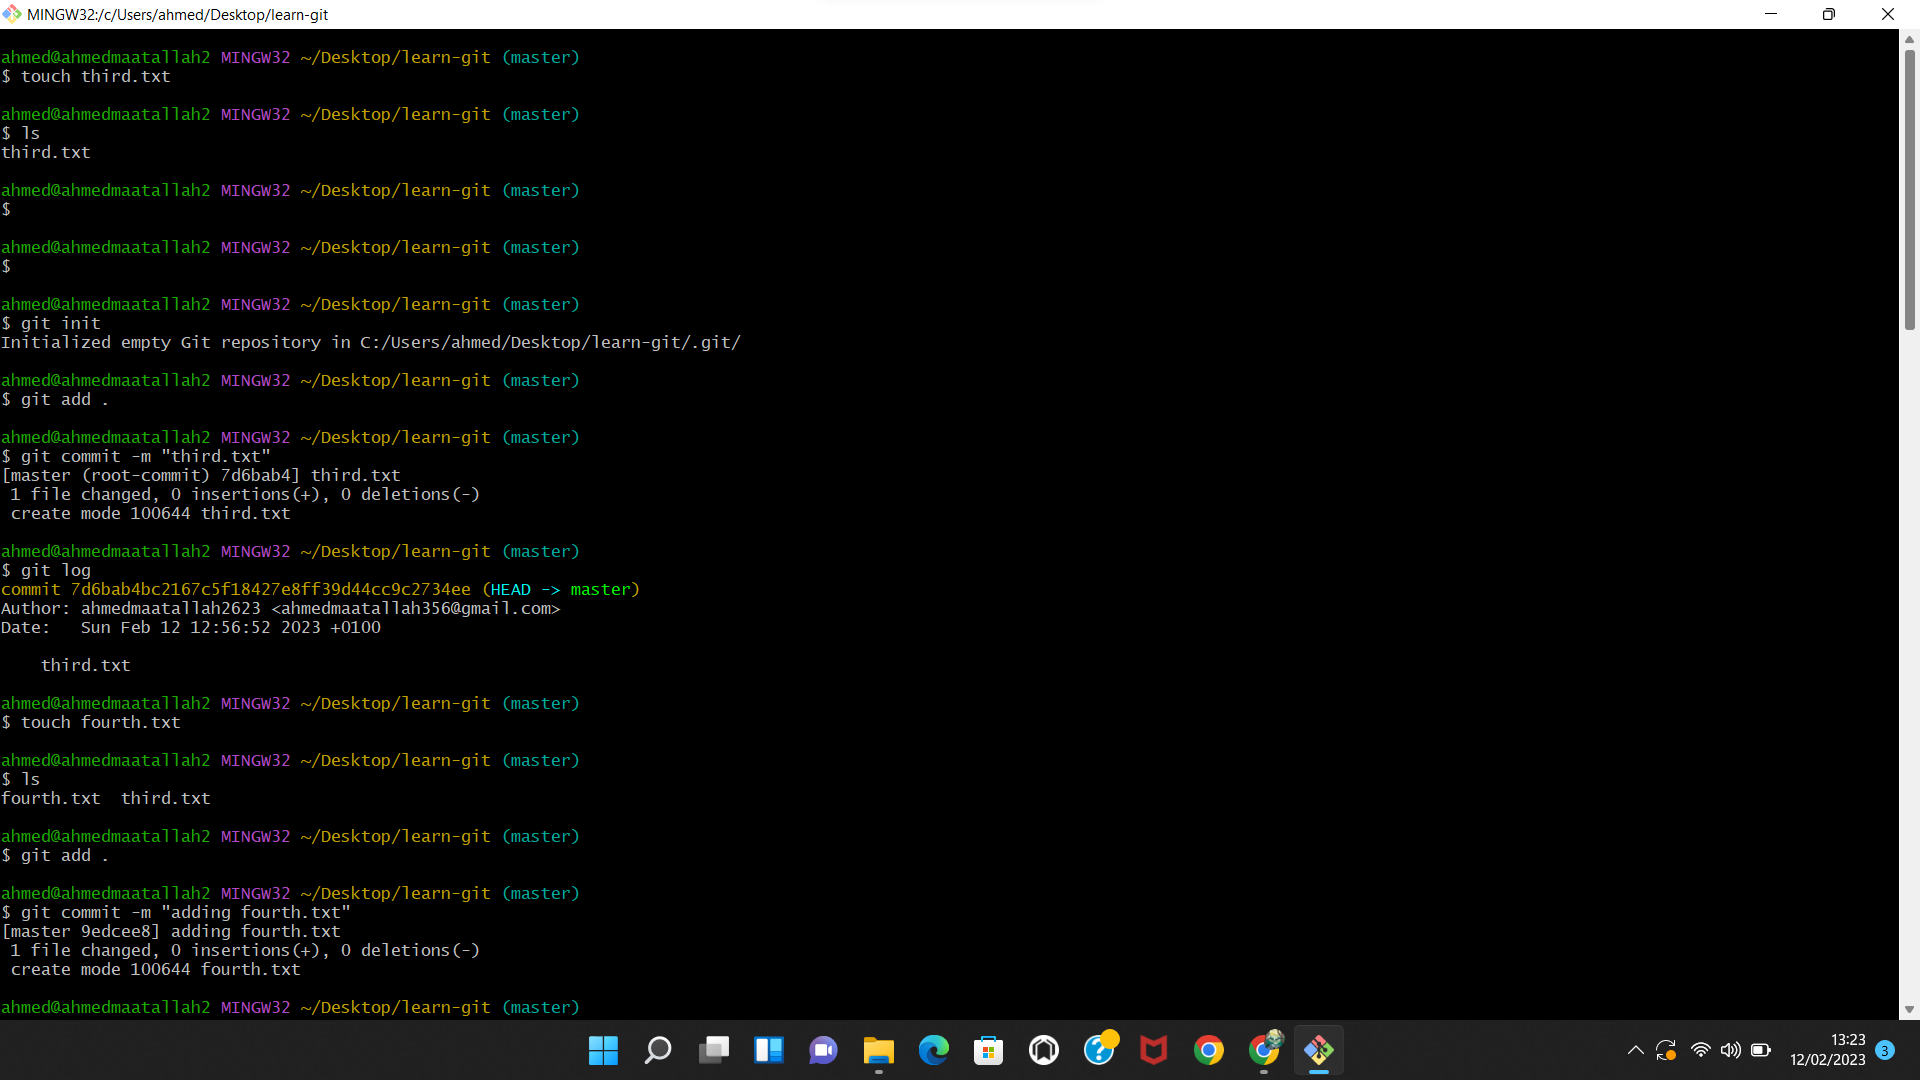 MINGW32:/c/Users/ahmed/Desktop/learn-git
ahmed@ahmedmaatallah2 MINGW32 ~/Desktop/learn-git (master)
$ touch third.txt
ahmed@ahmedmaatallah2 MINGW32 ~/Desktop/learn-git (master)
$ ls
third.txt
ahmed@ahmedmaatallah2 MINGW32 ~/Desktop/learn-git (master)
$
ahmed@ahmedmaatallah2 MINGW32 ~/Desktop/learn-git (master)
$
ahmed@ahmedmaatallah2 MINGW32 ~/Desktop/learn-git (master)
$ git init
Initialized empty Git repository in C:/Users/ahmed/Desktop/learn-git/.git/
ahmed@ahmedmaatallah2 MINGW32 ~/Desktop/learn-git (master)
$ git add .
ahmed@ahmedmaatallah2 MINGW32 ~/Desktop/learn-git (master)
$ git commit -m "third.txt"
[master (root-commit) 7d6bab4] third.txt
 1 file changed, 0 insertions(+), 0 deletions(-)
 create mode 100644 third.txt
ahmed@ahmedmaatallah2 MINGW32 ~/Desktop/learn-git (master)
$ git log
commit 7d6bab4bc2167c5f18427e8ff39d44cc9c2734ee (HEAD -> master)
Author: ahmedmaatallah2623 <ahmedmaatallah356@gmail.com>
Date:   Sun Feb 12 12:56:52 2023 +0100
    third.txt
ahmed@ahmedmaatallah2 MINGW32 ~/Desktop/learn-git (master)
$ touch fourth.txt
ahmed@ahmedmaatallah2 MINGW32 ~/Desktop/learn-git (master)
$ ls
fourth.txt  third.txt
ahmed@ahmedmaatallah2 MINGW32 ~/Desktop/learn-git (master)
$ git add .
ahmed@ahmedmaatallah2 MINGW32 ~/Desktop/learn-git (master)
$ git commit -m "adding fourth.txt"
[master 9edcee8] adding fourth.txt
 1 file changed, 0 insertions(+), 0 deletions(-)
 create mode 100644 fourth.txt
ahmed@ahmedmaatallah2 MINGW32 ~/Desktop/learn-git (master)
13:23
12/02/2023
3